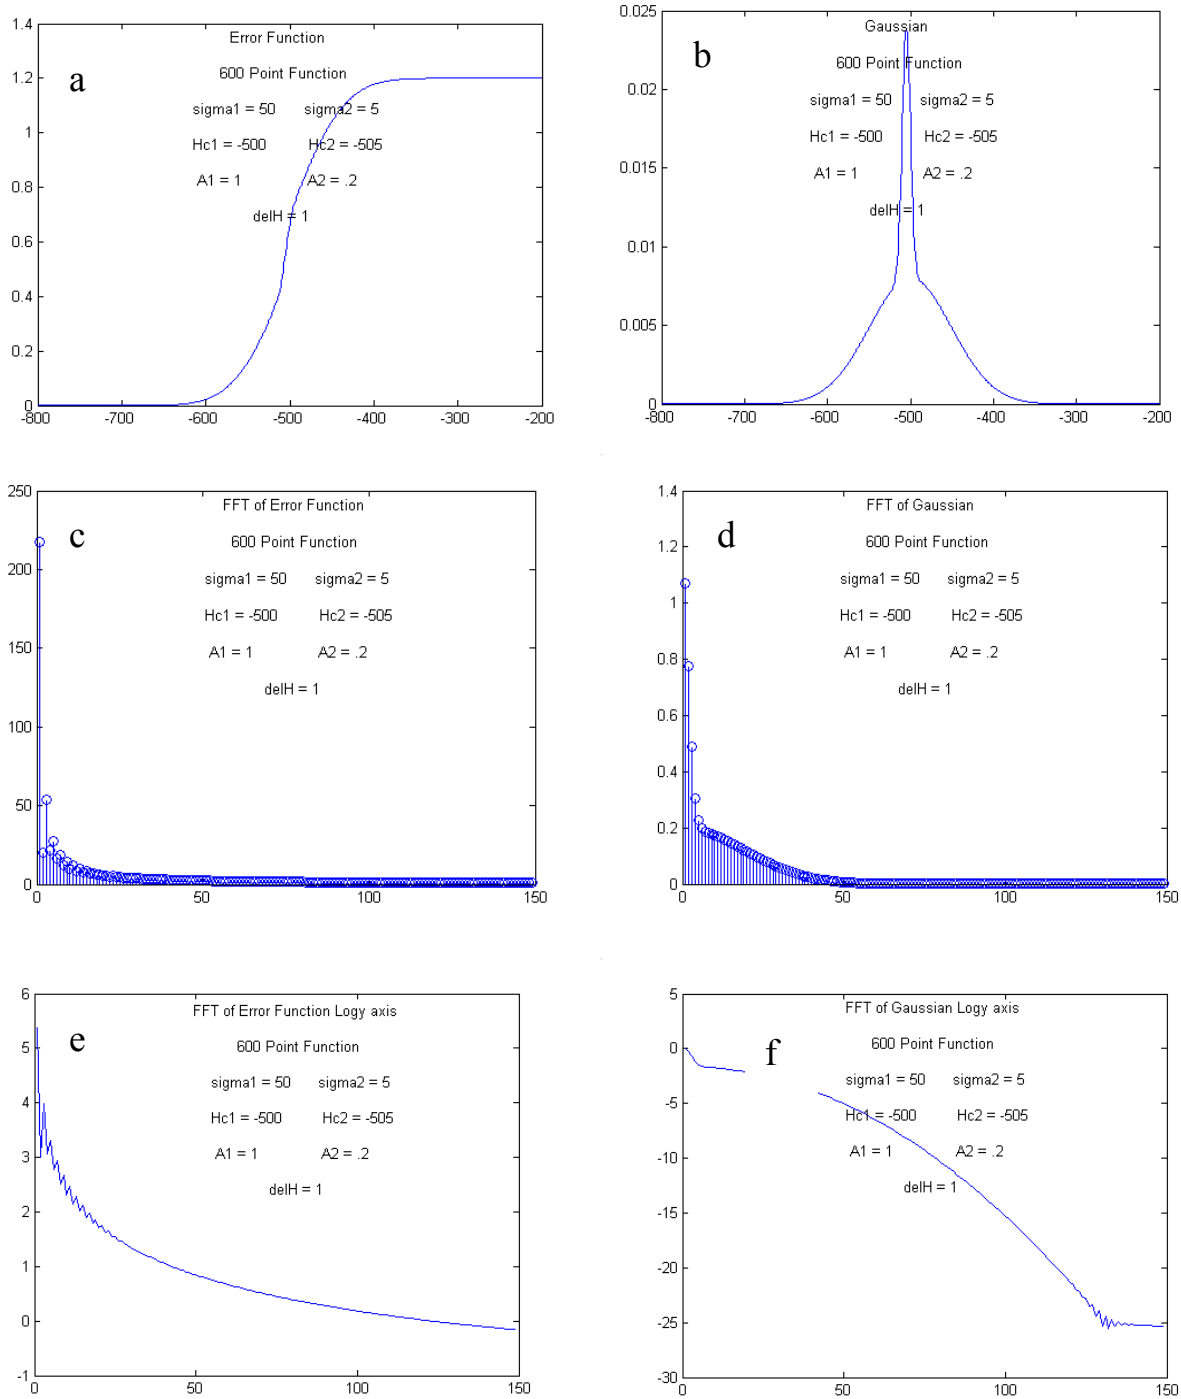 a
Error Function
600 Point Function
sigma1 = 50 sigma2 = 5
Hc1 = -500 Hc2 = -505
A1 = 1 A2 = .2
delH = 1
1.4
1.2
1
0.8
0.6
0.4
0.2
0
-800 -700 -600 -500 -400 -300 -200
b
Gaussian
600 Point Function
sigma1 = 50 sigma2 = 5
Hc1 = -500 Hc2 = -505
A1 = 1 A2 = .2
delH = 1
0.025
0.02
0.015
0.01
0.005
0
-800 -700 -600 -500 -400 -300 -200
c
FFT of Error Function
600 Point Function
sigma1 = 50 sigma2 = 5
Hc1 = -500 Hc2 = -505
A1 = 1 A2 = .2
delH = 1
250
200
150
100
50
0
0 50 100 150
d
FFT of Gaussian
600 Point Function
sigma1 = 50 sigma2 = 5
Hc1 = -500 Hc2 = -505
A1 = 1 A2 = .2
delH = 1
1.4
1.2
1
0.8
0.6
0.4
0.2
0
0 50 100 150
e
FFT of Error Function Logy axis
600 Point Function
sigma1 = 50 sigma2 = 5
Hc1 = -500 Hc2 = -505
A1 = 1 A2 = .2
delH = 1
6
5
4
3
2
1
0
-1
0 50 100 150
f
FFT of Gaussian Logy axis
600 Point Function
sigma1 = 50 sigma2 = 5
Hc1 = -500 Hc2 = -505
A1 = 1 A2 = .2
delH = 1
5
0
-5
-10
-15
-20
-25
-30
0 50 100 150